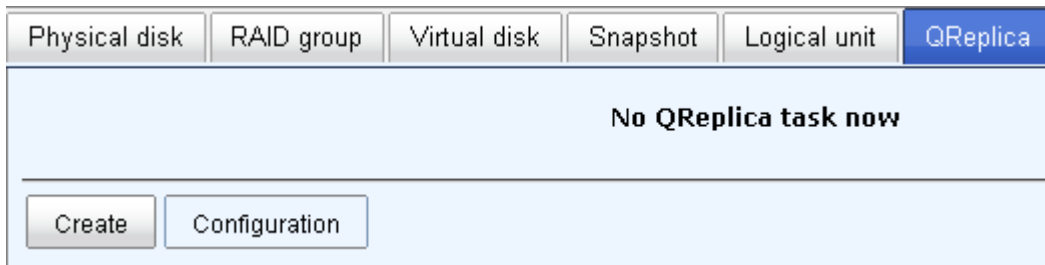 Physical disk RAID group Virtual disk Snapshot Logical unit QReplica
No QReplica task now
Create Configuration